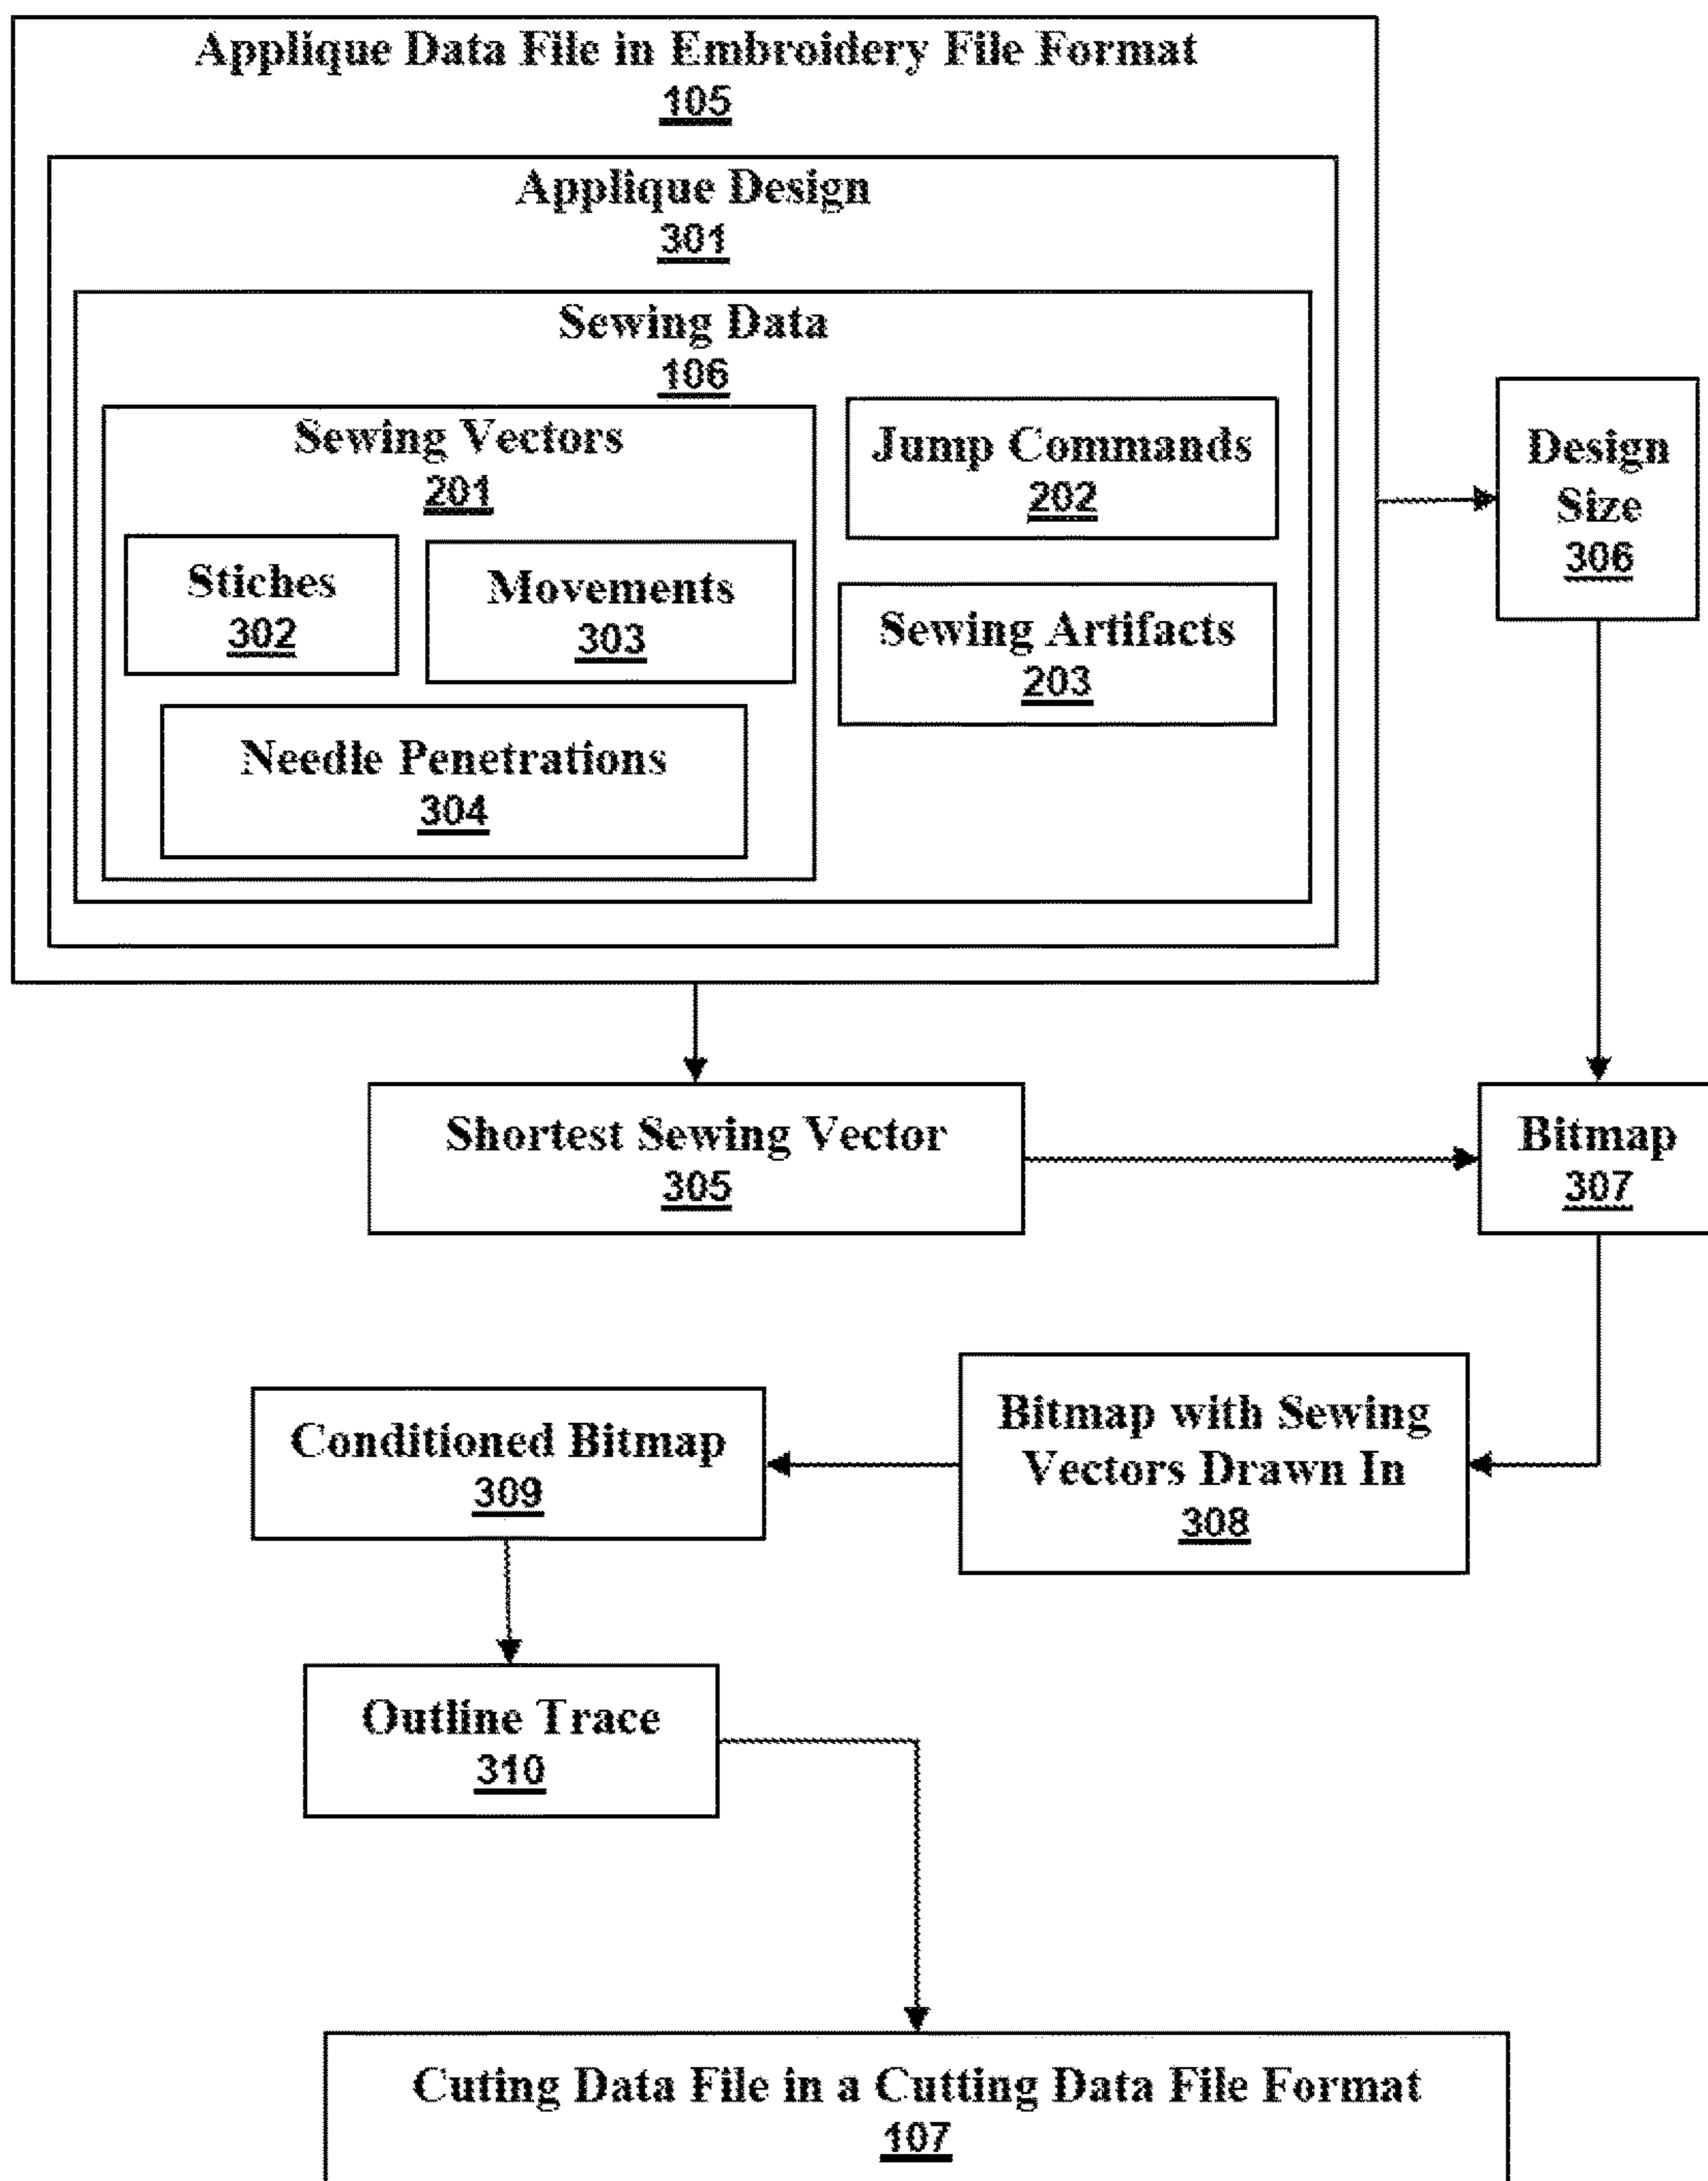 Applique Data File in Embroidery File Format
105
Applique Design
301
Sewing Data
106
Sewing Vectors
201
Jump Commands
202
Stiches
302
Movements
303
Sewing Artifacts
203
Needle Penetrations
304
Design
Size
306
Shortest Sewing Vector
305
Bitmap
307
Bitmap with Sewing
Vectors Drawn In
308
Conditioned Bitmap
309
Outline Trace
310
Cuting Data File in a Cutting Data File Format
107